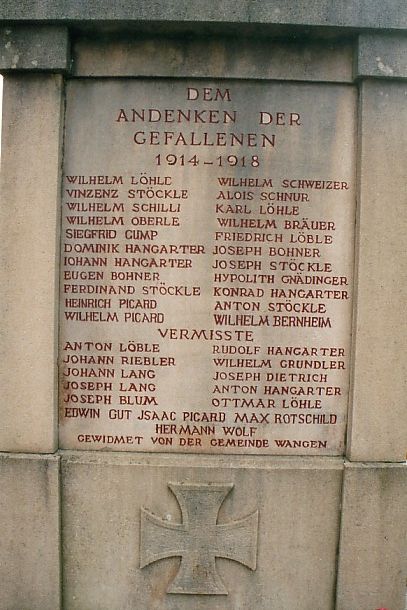 DEM
ANDENKEN DER
GEFALLENEN
1914-1918
WILHELM LÖHLE WILHELM SCHWEIZER
VINZENZ STÖCKLE ALOIS SCHNUR
WILHELM SCHILLI KARL LÖHLE
WILHELM OBERLE WILHELM BRÄUER
SIEGFRID GUMP FRIEDRICH LÖBLE
DOMINIK HANGARTER JOSEPH BOHNER
IOHANN HANGARTER JOSEPH STÖCKLE
EUGEN BOHNER HYPOLITH GNÄDINGER
FERDINAND STÖCKLE KONRAD HANGARTER
HEINRICH PICARD ANTON STÖCKLE
WILHELM PICARD WILHELM BERNHEIM
VERMISSTE
ANTON LÖBLE RUDOLF HANGARTER
JOHANN RIEBLER WILHELM GRUNDLER
JOHANN LANG JOSEPH DIETRICH
JOSEPH LANG ANTON HANGARTER
JOSEPH BLUM OTTMAR LÖHLE
EDWIN GUT JSAAC PICARD MAX ROTSCHILD
HERMANN WOLF
GEWIDMET VON DER GEMEINDE WANGEN